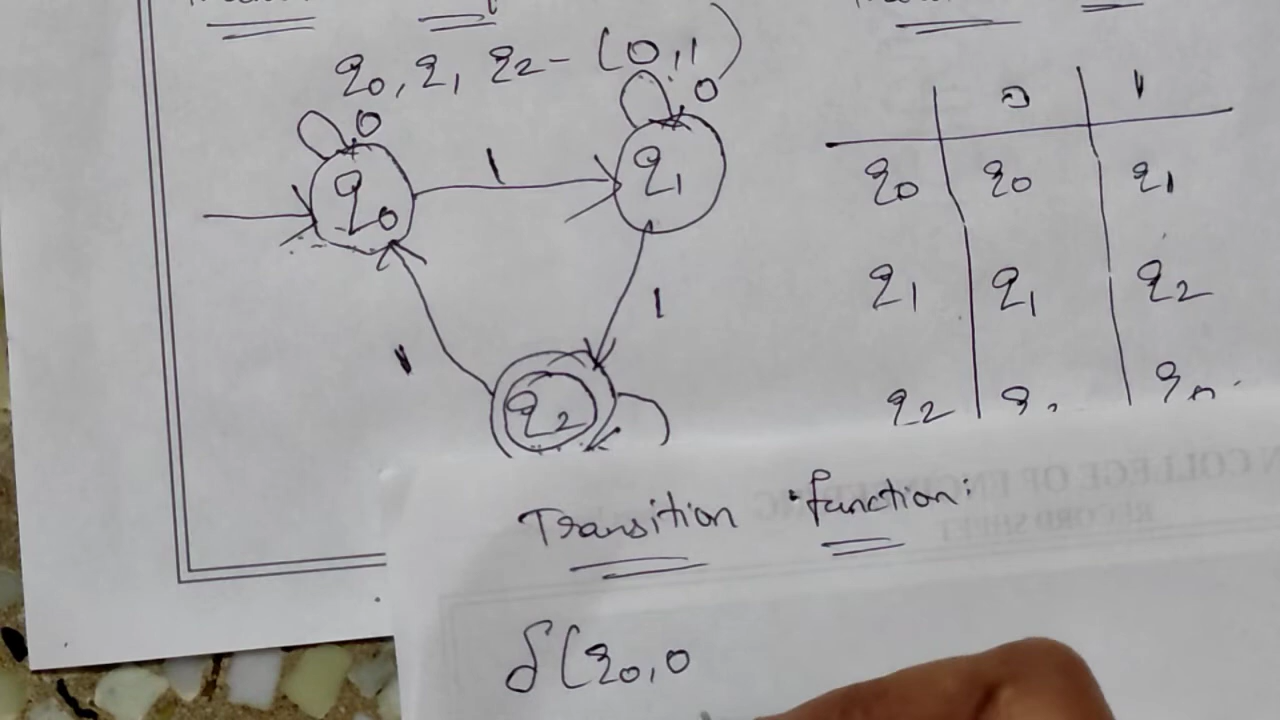 q0, q1 q2 - (0,1)
0
0
q0
1
q1
1
1
q2
0 1
q0 q0 q1
q1 q1 q2
q2
Transition function:
δ(q0,0